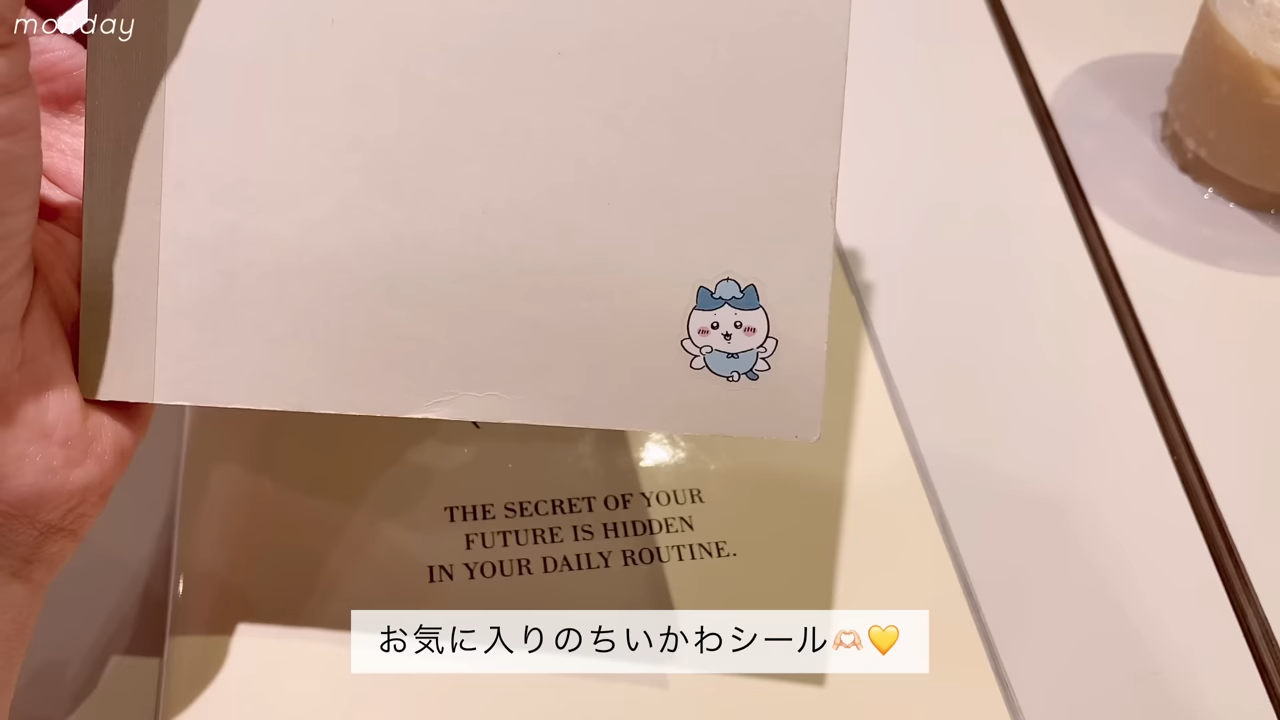 monday
THE SECRET OF YOUR
FUTURE IS HIDDEN
IN YOUR DAILY ROUTINE.
お気に入りのちいかわシール🫶🏻💛